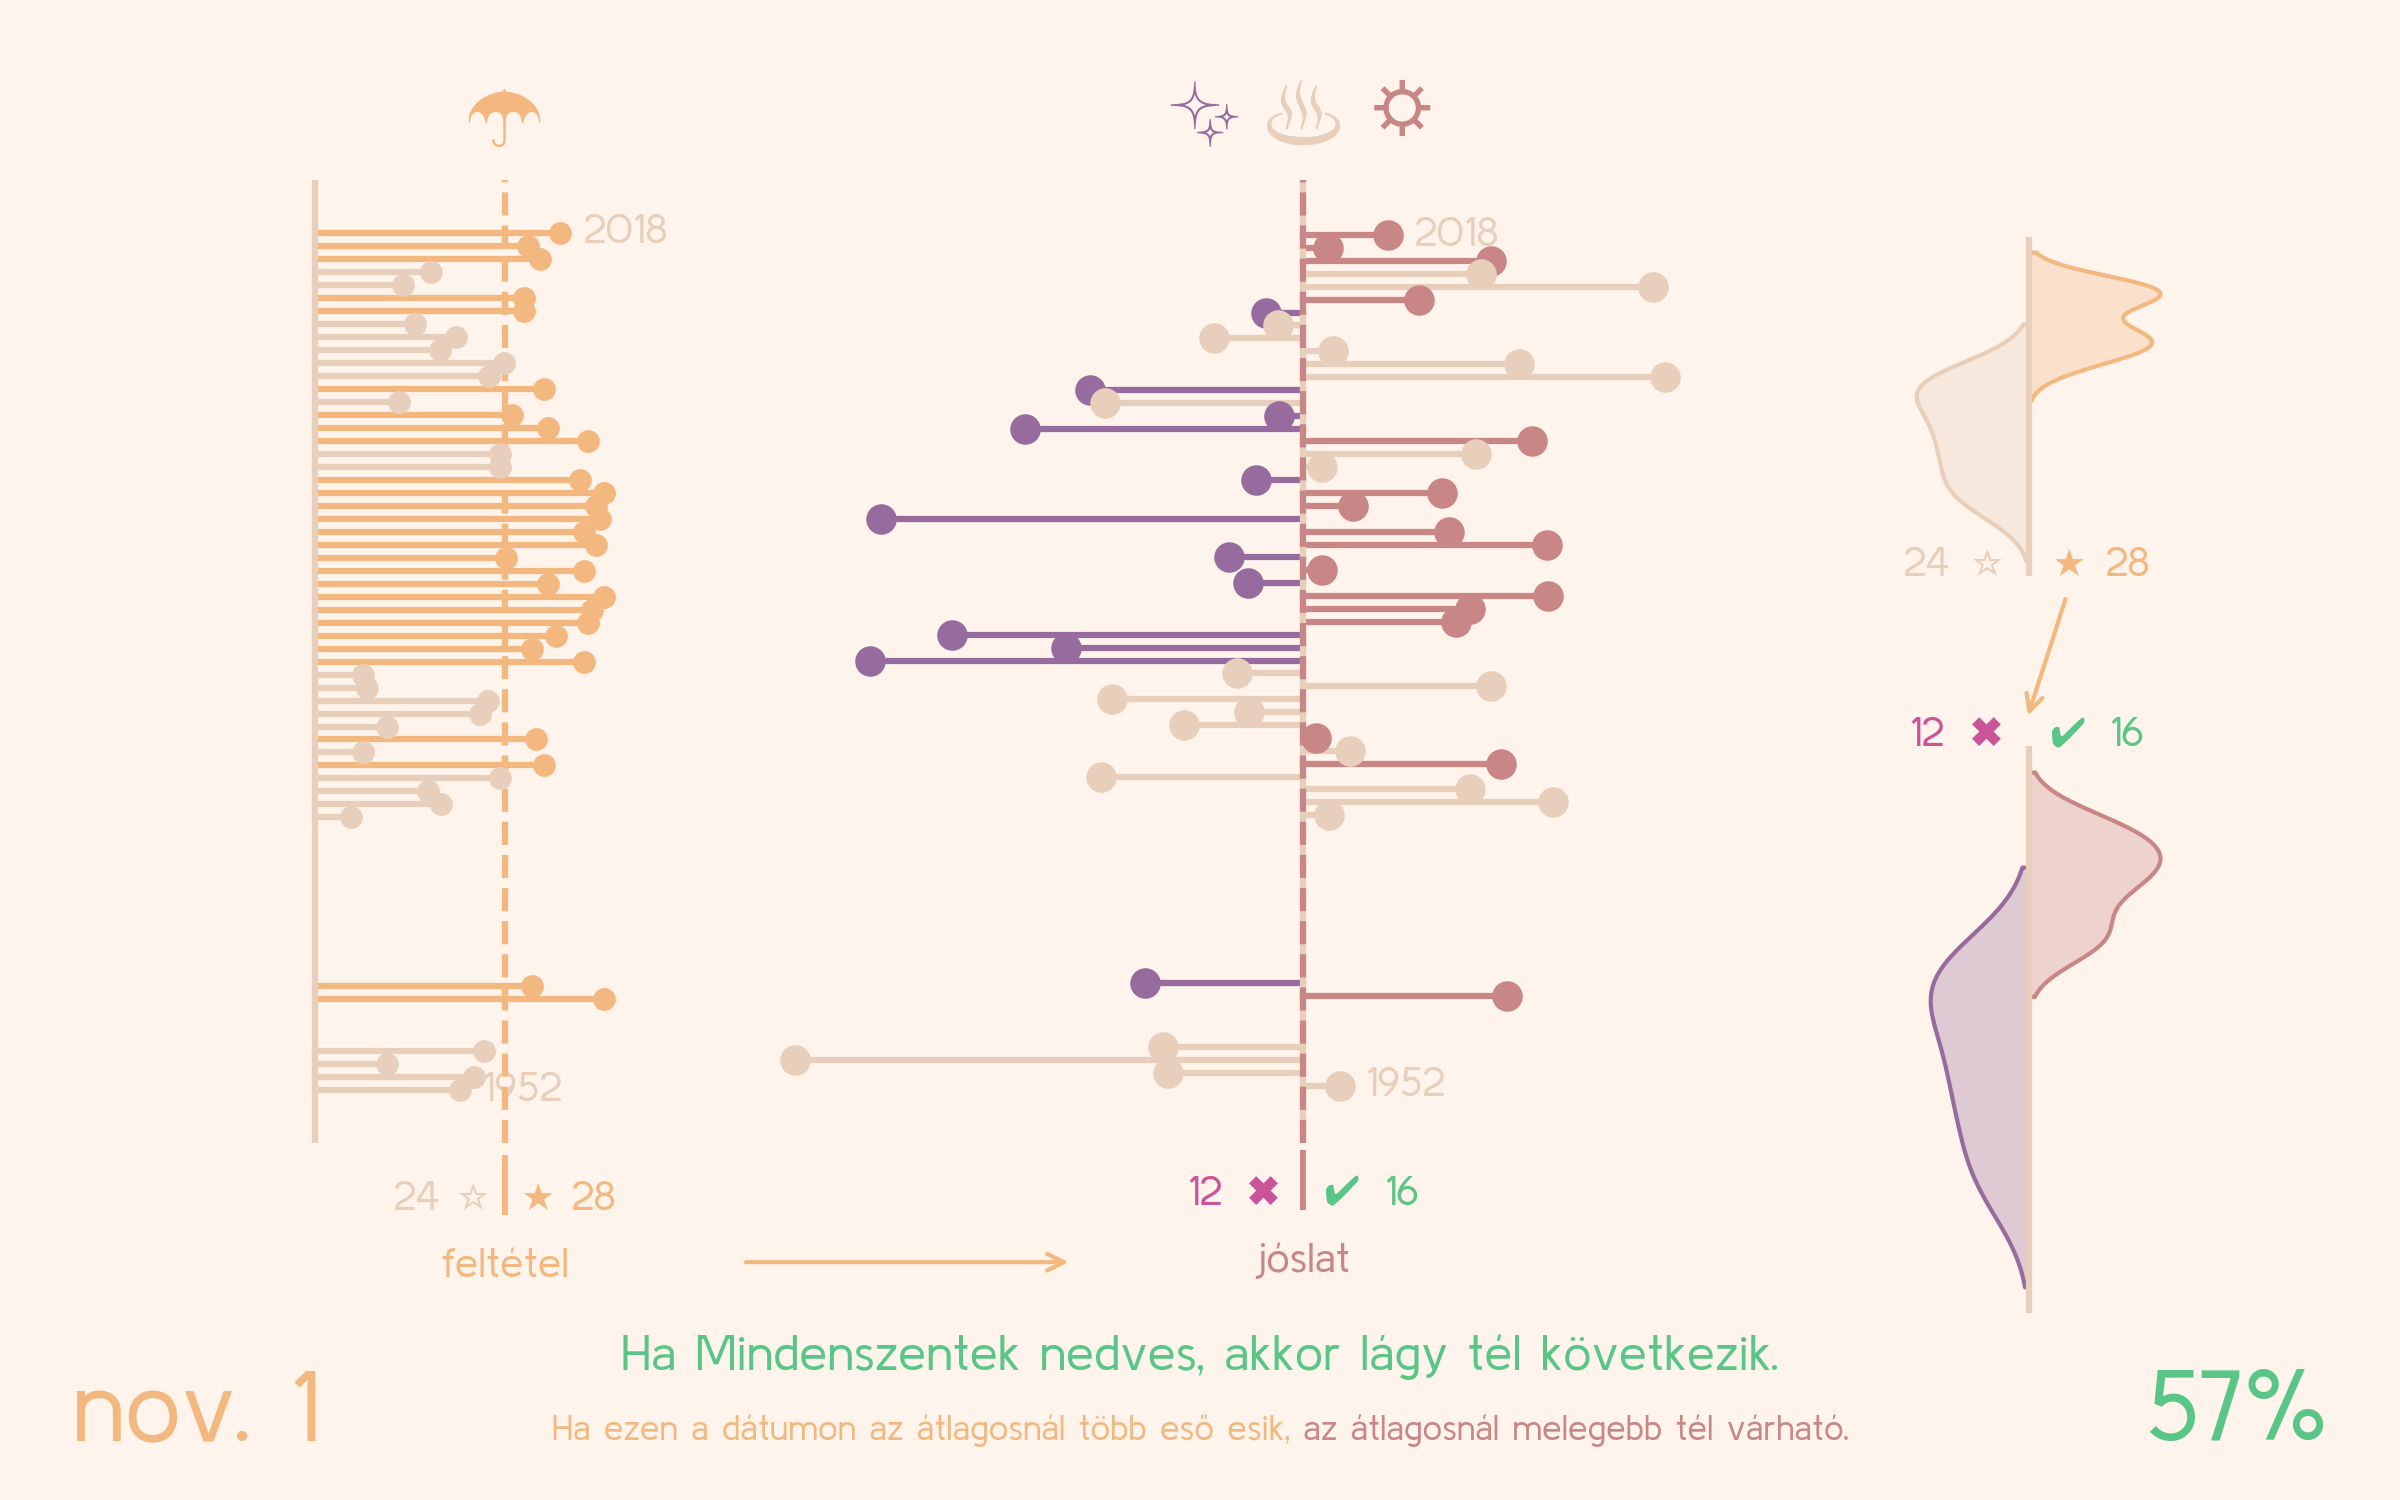 2018
2018
24 ☆ ★ 28
12 ✖ ✔ 16
1952
1952
24 ☆ ★ 28
12 ✖ ✔ 16
feltétel
jóslat
Ha Mindenszentek nedves, akkor lágy tél következik.
nov. 1
57%
Ha ezen a dátumon az átlagosnál több eső esik, az átlagosnál melegebb tél várható.